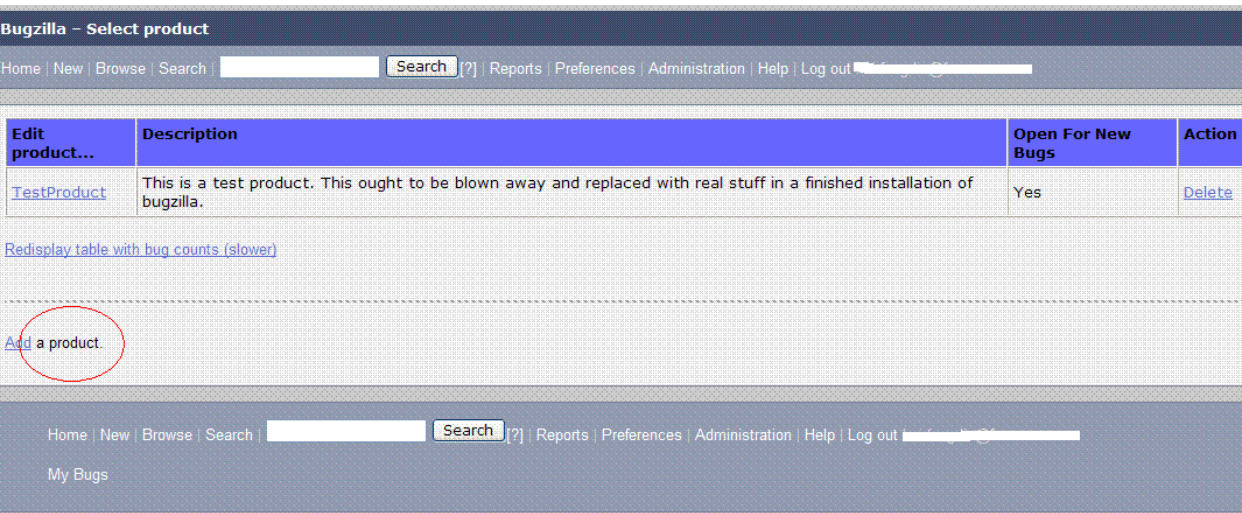 Bugzilla – Select product
Home | New | Browse | Search | Search [?] | Reports | Preferences | Administration | Help | Log out
Edit product... Description Open For New Bugs Action
TestProduct This is a test product. This ought to be blown away and replaced with real stuff in a finished installation of bugzilla. Yes Delete
Redisplay table with bug counts (slower)
Add a product.
Home | New | Browse | Search | Search [?] | Reports | Preferences | Administration | Help | Log out
My Bugs